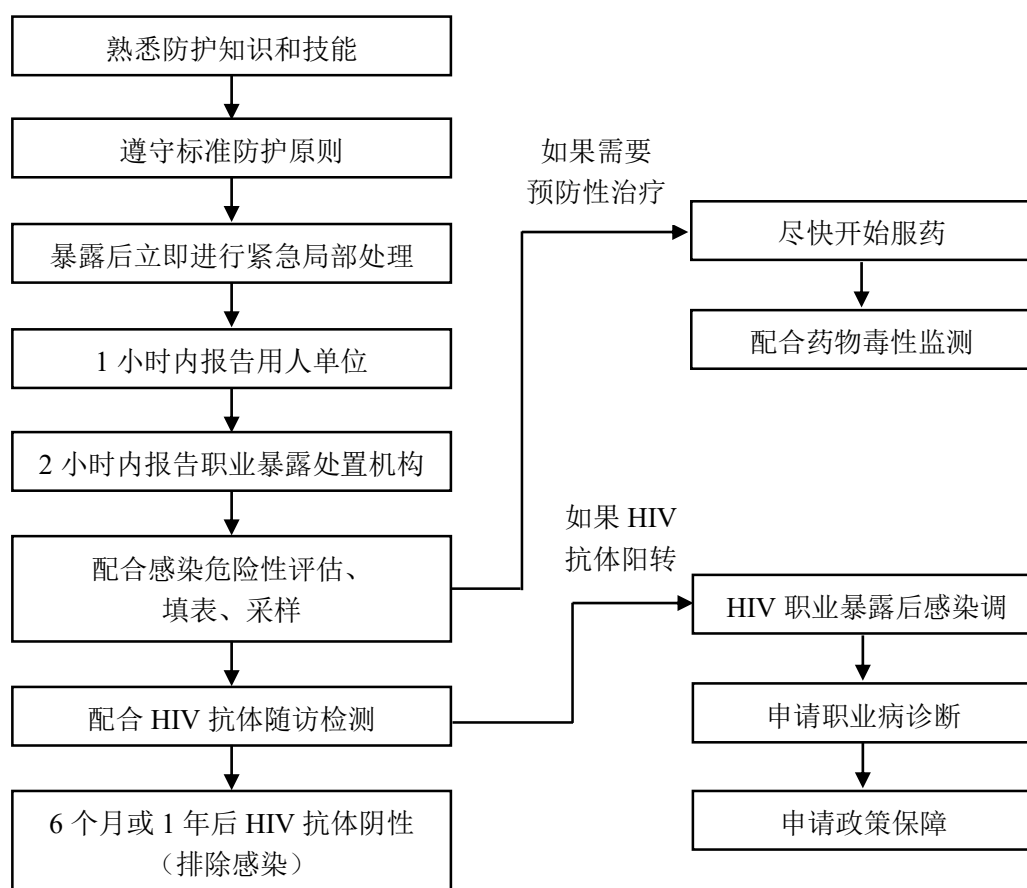 熟悉防护知识和技能
遵守标准防护原则
暴露后立即进行紧急局部处理
1 小时内报告用人单位
2 小时内报告职业暴露处置机构
配合感染危险性评估、
填表、采样
配合 HIV 抗体随访检测
6 个月或 1 年后 HIV 抗体阴性
（排除感染）
如果需要
预防性治疗
尽快开始服药
配合药物毒性监测
如果 HIV
抗体阳转
HIV 职业暴露后感染调
申请职业病诊断
申请政策保障